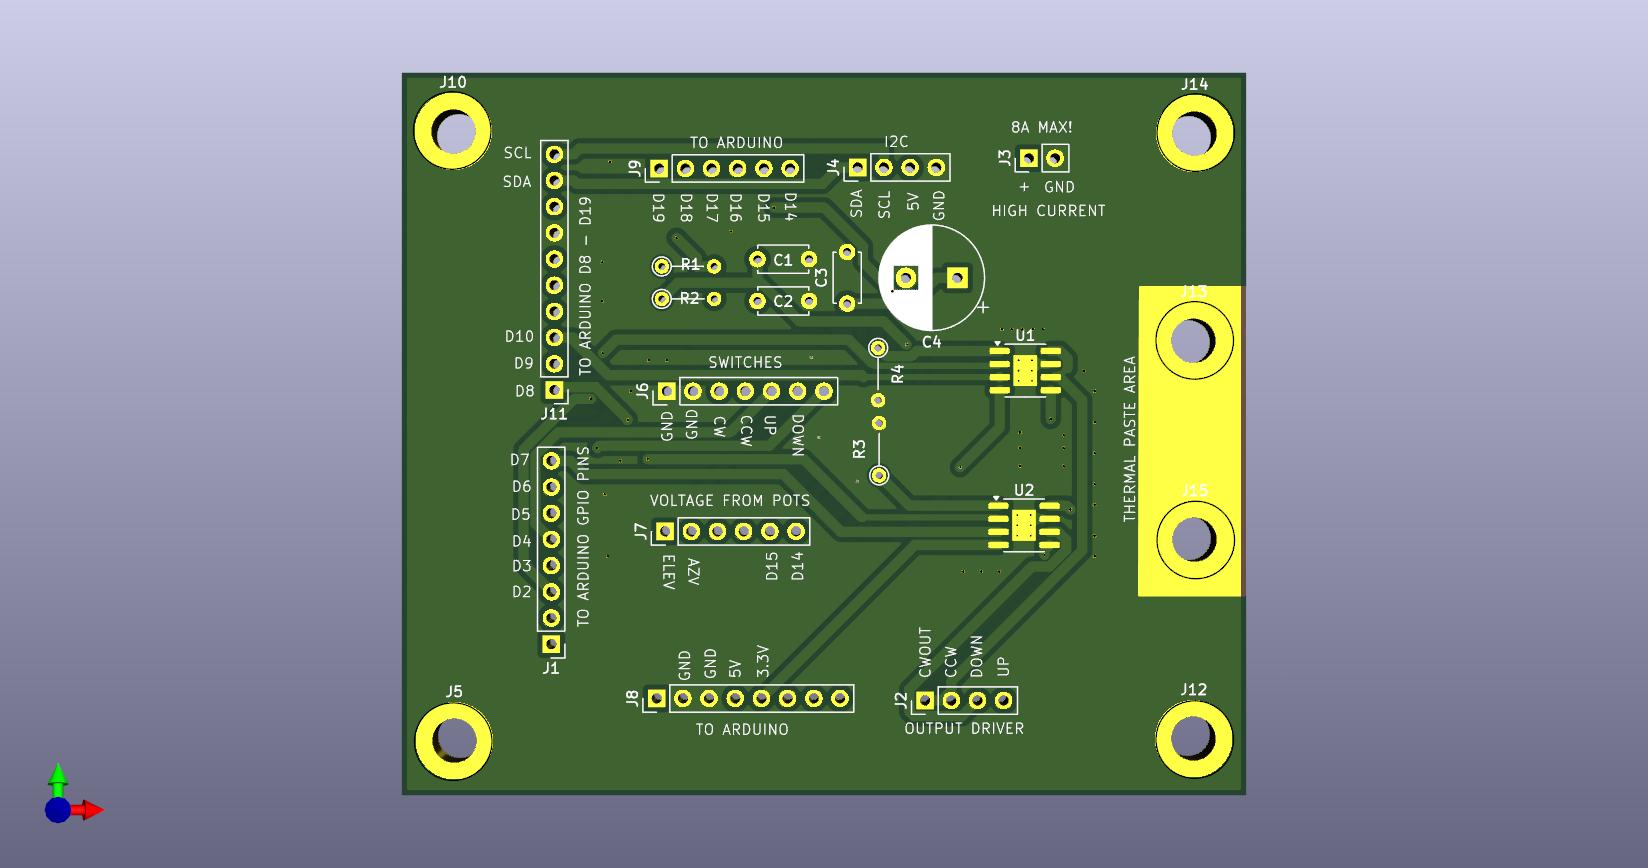 J10
J14
8A MAX!
J3
+ GND
HIGH CURRENT
TO ARDUINO
J9
D19
D18
D17
D16
D15
D14
I2C
J4
SDA
SCL
5V
GND
SCL
SDA
D10
D9
D8
J11
TO ARDUINO D8 - D19
R1
R2
C1
C2
C3
C4
+
J13
U1
R4
SWITCHES
J6
GND
GND
CW
CCW
UP
DOWN
THERMAL PASTE AREA
R3
D7
D6
D5
D4
D3
D2
TO ARDUINO GPIO PINS
J1
VOLTAGE FROM POTS
J7
ELEV
AZV
D15
D14
U2
J15
GND
GND
5V
3.3V
J8
TO ARDUINO
CWOUT
CCW
DOWN
UP
J2
OUTPUT DRIVER
J5
J12